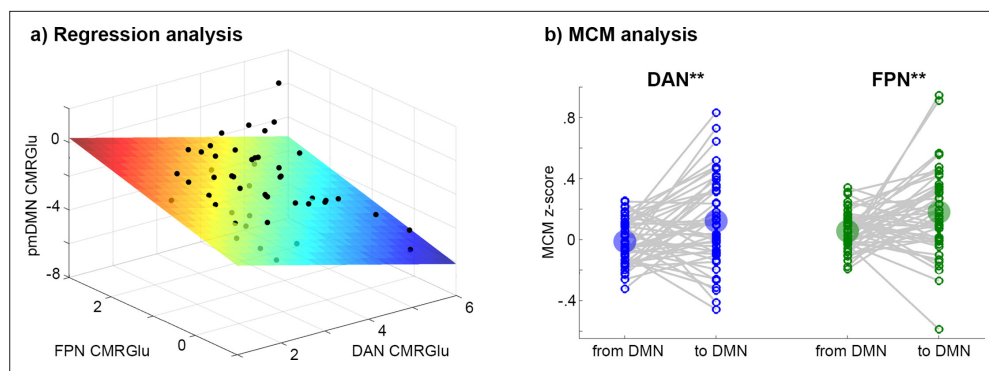 a) Regression analysis
b) MCM analysis
DAN**
FPN**
pmDMN CMRGlu
0
-4
-8
2
0
FPN CMRGlu
2
4
6
DAN CMRGlu
MCM z-score
.8
.4
0
-.4
from DMN
to DMN
from DMN
to DMN